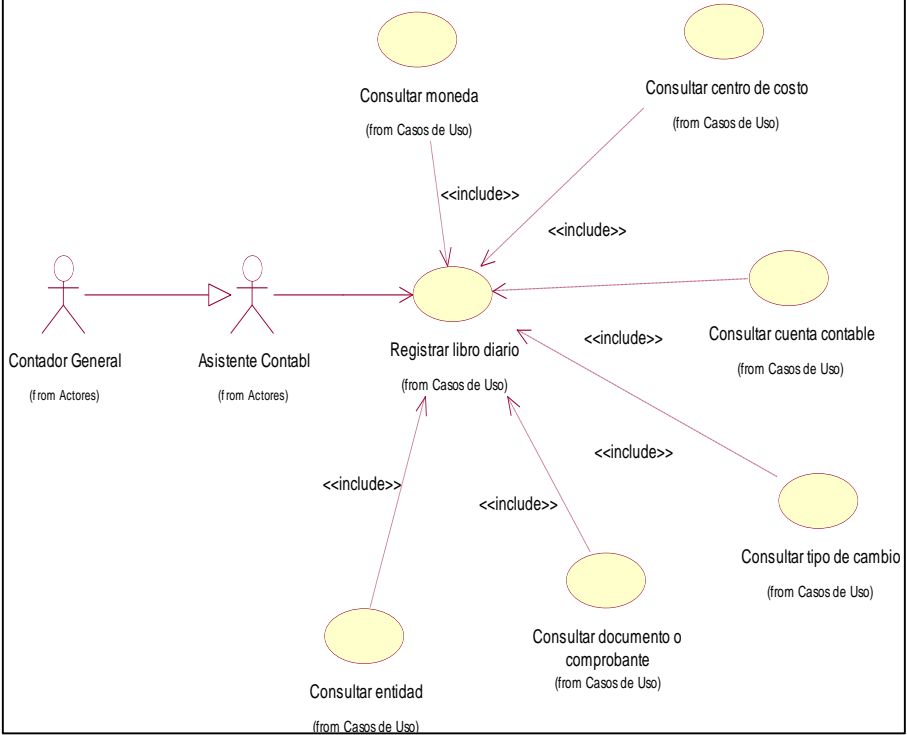 Consultar moneda
(from Casos de Uso)
Consultar centro de costo
(from Casos de Uso)
<<include>>
<<include>>
Contador General
(from Actores)
Asistente Contabl
(from Actores)
Registrar libro diario
(from Casos de Uso)
<<include>>
Consultar cuenta contable
(from Casos de Uso)
<<include>>
<<include>>
<<include>>
Consultar tipo de cambio
(from Casos de Uso)
Consultar documento o
comprobante
(from Casos de Uso)
Consultar entidad
(from Casos de Uso)